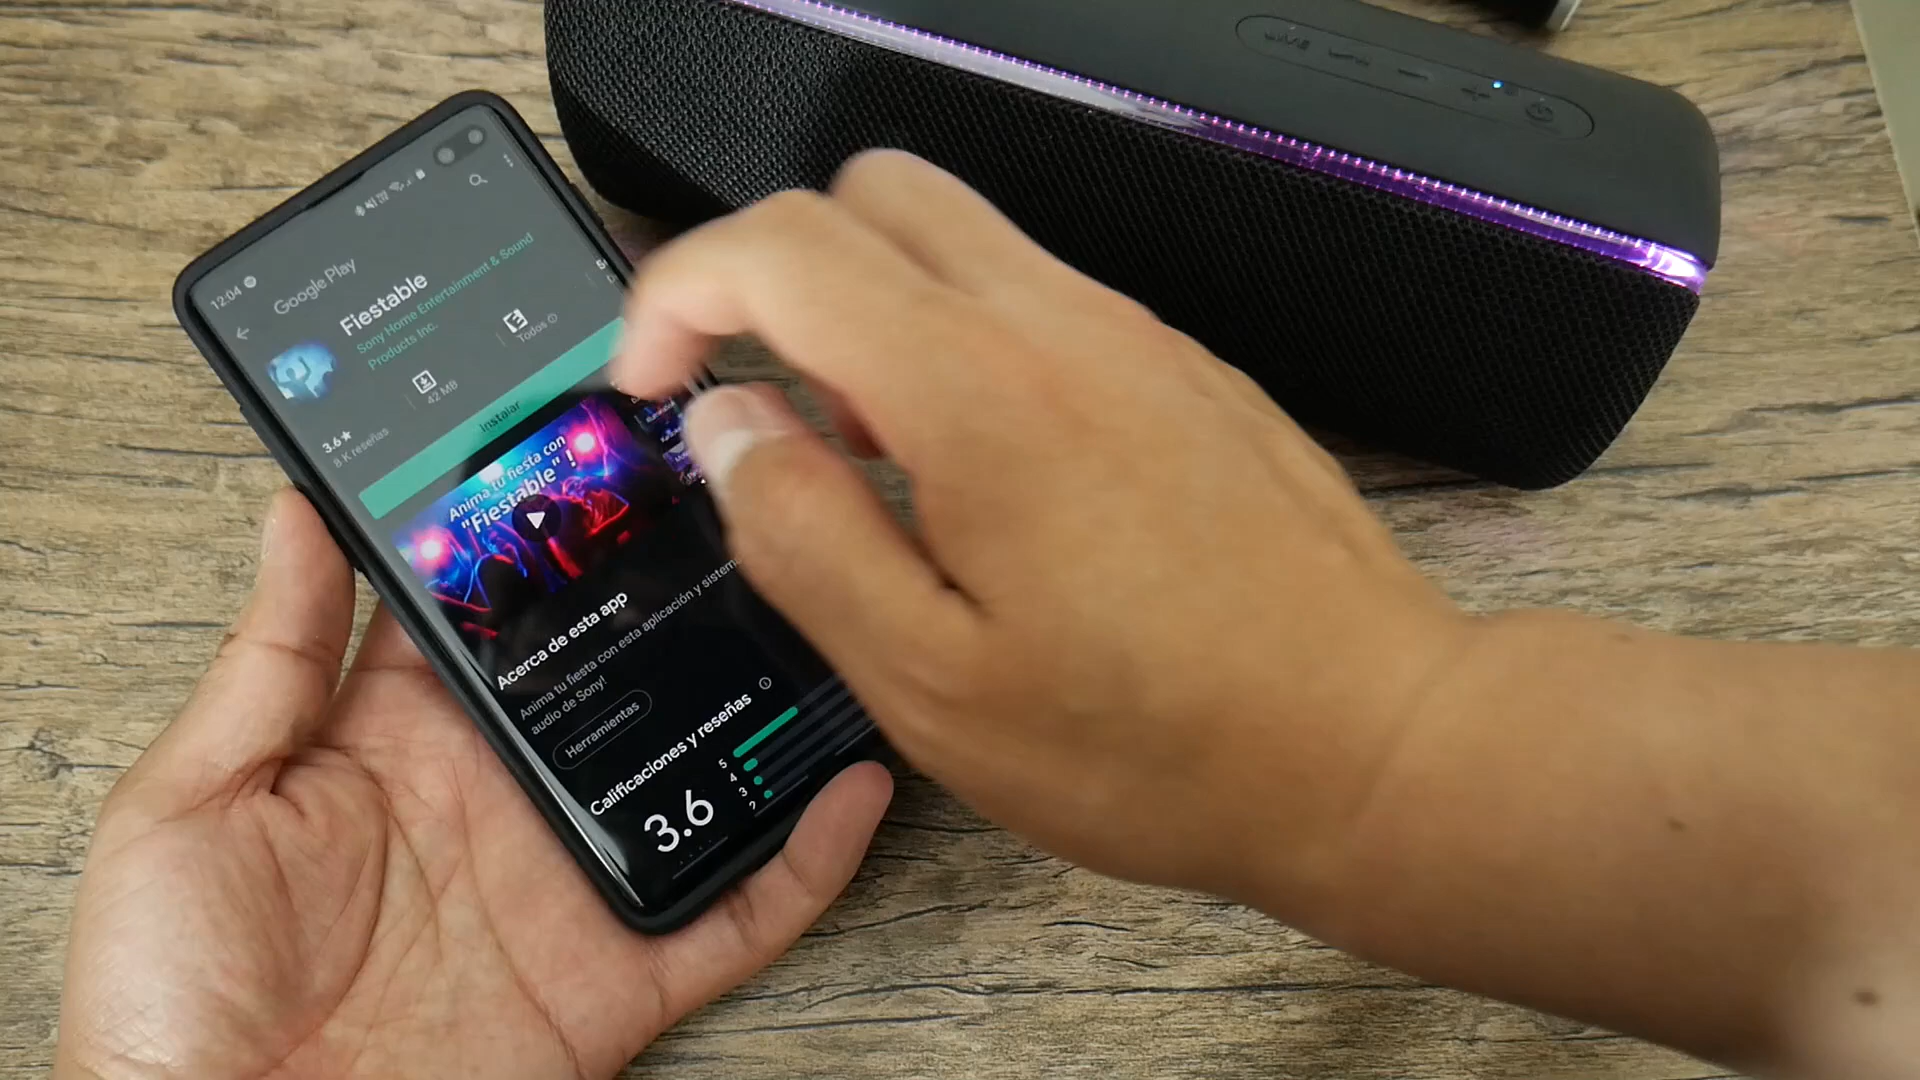 12:04
Google Play
Fiestable
Sony Home Entertainment & Sound
Products Inc.
3.6★
8 K reseñas
42 MB
Todos
Instalar
Anima tu fiesta con
"Fiestable" !
Acerca de esta app
Anima tu fiesta con esta aplicación y
audio de Sony!
Herramientas
Calificaciones y reseñas
3.6
5
4
3
2
LIVE